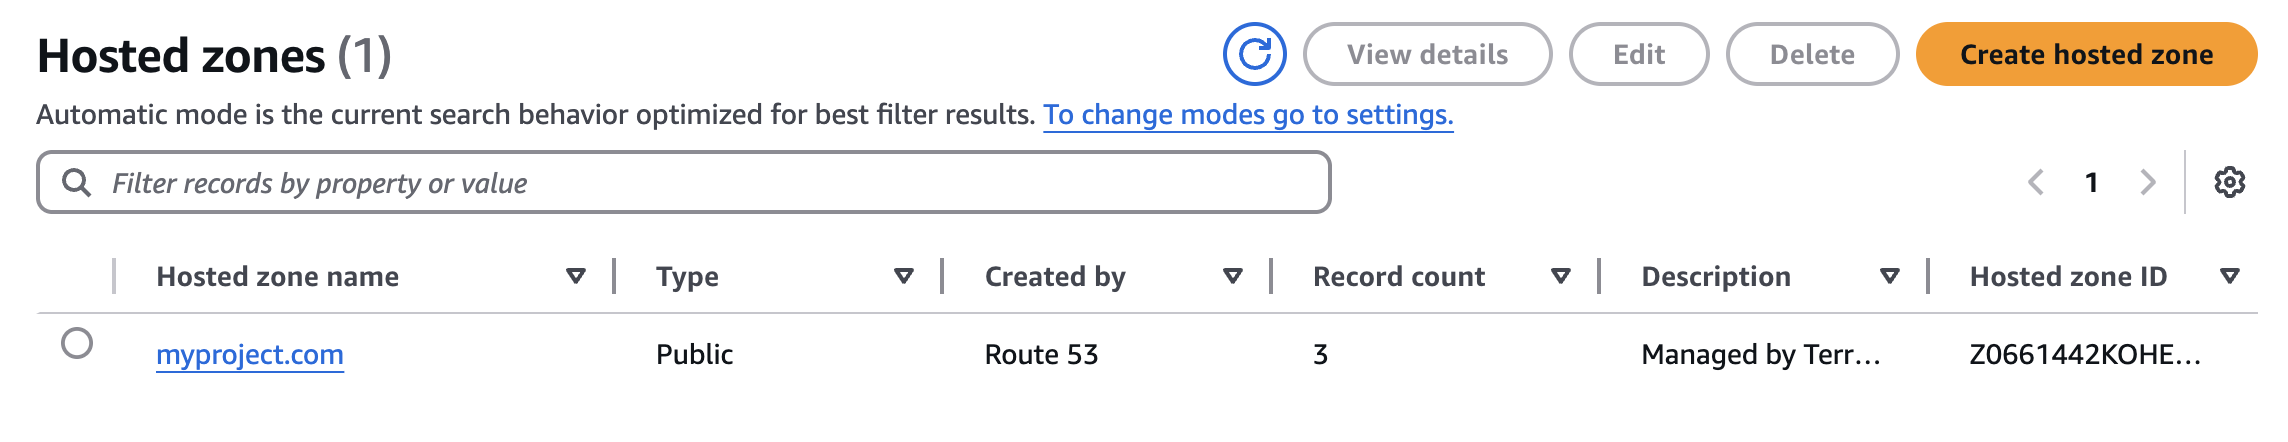 Hosted zones (1)
View details
Edit
Delete
Create hosted zone
Automatic mode is the current search behavior optimized for best filter results. To change modes go to settings.
Filter records by property or value
1
Hosted zone name
Type
Created by
Record count
Description
Hosted zone ID
myproject.com
Public
Route 53
3
Managed by Terr...
Z0661442KOHE...